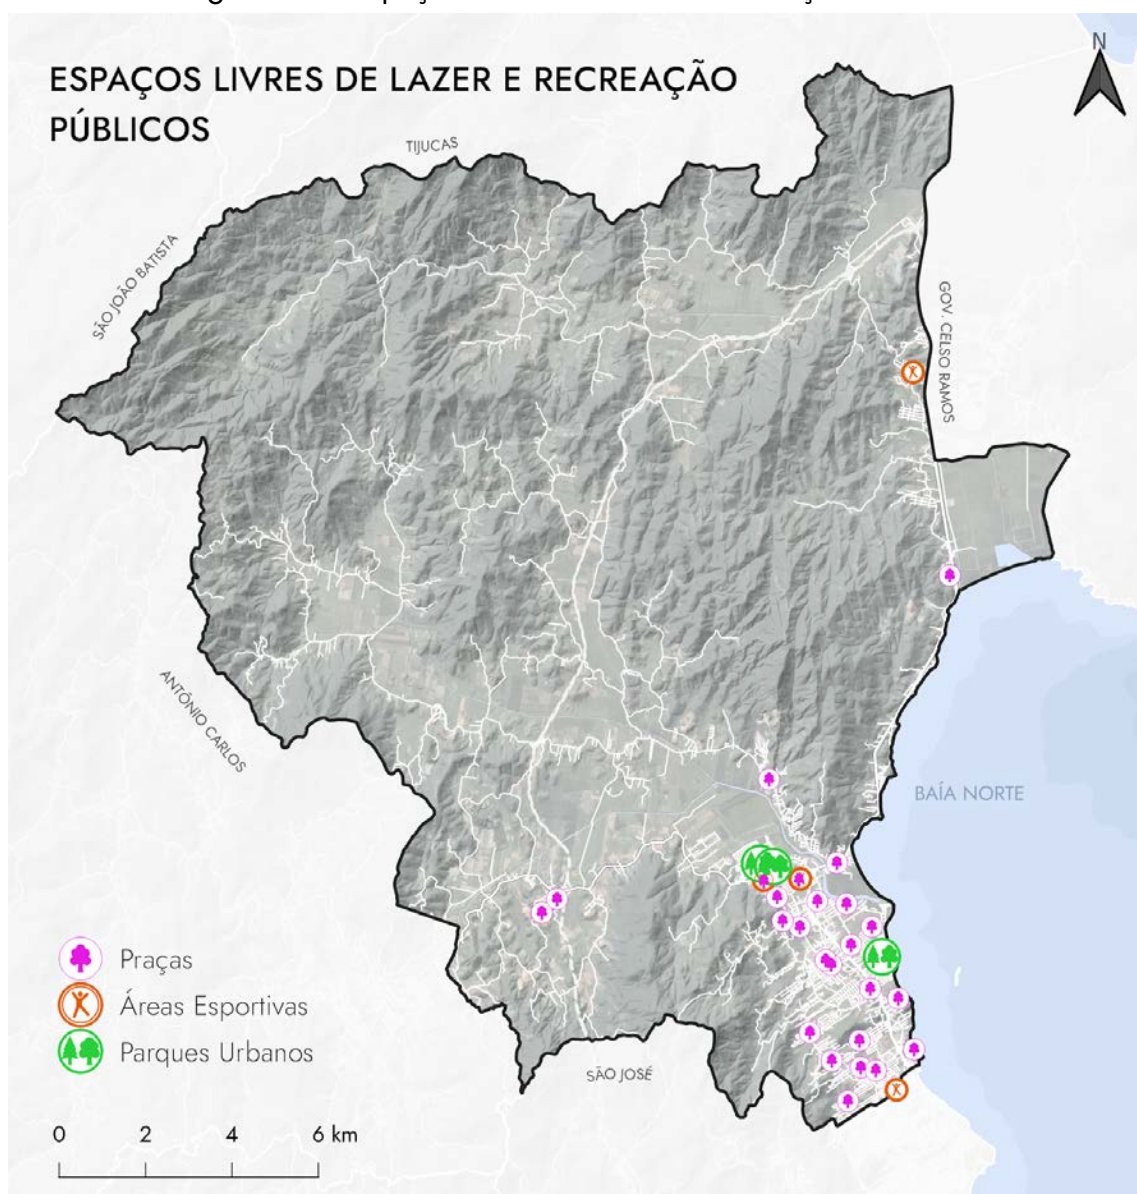 ESPAÇOS LIVRES DE LAZER E RECREAÇÃO
PÚBLICOS
N
TIJUCAS
SÃO JOÃO BATISTA
GOV. CELSO RAMOS
ANTÔNIO CARLOS
BAÍA NORTE
Praças
Áreas Esportivas
Parques Urbanos
SÃO JOSÉ
0 2 4 6 km